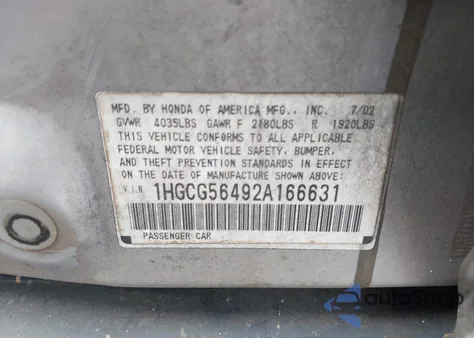 MFD. BY HONDA OF AMERICA MFG., INC. 7/02
GVWR 4035LBS GAWR F 2180LBS R 1920LBS
THIS VEHICLE CONFORMS TO ALL APPLICABLE
FEDERAL MOTOR VEHICLE SAFETY, BUMPER,
AND THEFT PREVENTION STANDARDS IN EFFECT
ON THE DATE OF MANUFACTURE SHOWN ABOVE:
V.I.N. 1HGCG56492A166631
PASSENGER CAR
autoSnap